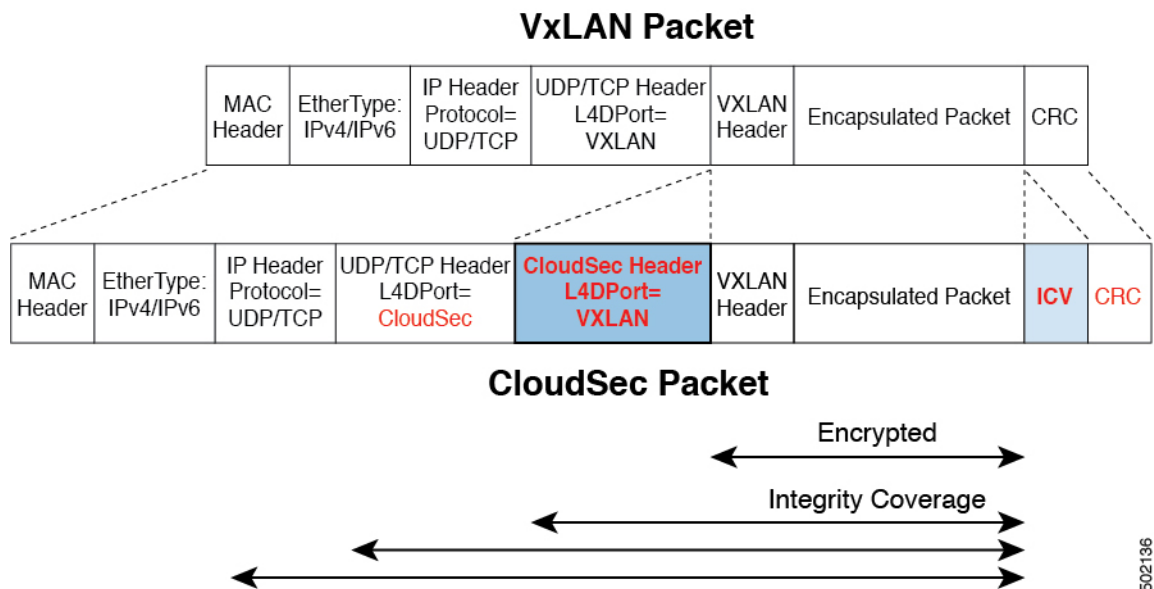 VxLAN Packet
MAC
Header
EtherType:
IPv4/IPv6
IP Header
Protocol=
UDP/TCP
UDP/TCP Header
L4DPort=
VXLAN
VXLAN
Header
Encapsulated Packet
CRC
MAC
Header
EtherType:
IPv4/IPv6
IP Header
Protocol=
UDP/TCP
UDP/TCP Header
L4DPort=
CloudSec
CloudSec Header
L4DPort=
VXLAN
VXLAN
Header
Encapsulated Packet
ICV
CRC
CloudSec Packet
Encrypted
Integrity Coverage
502136